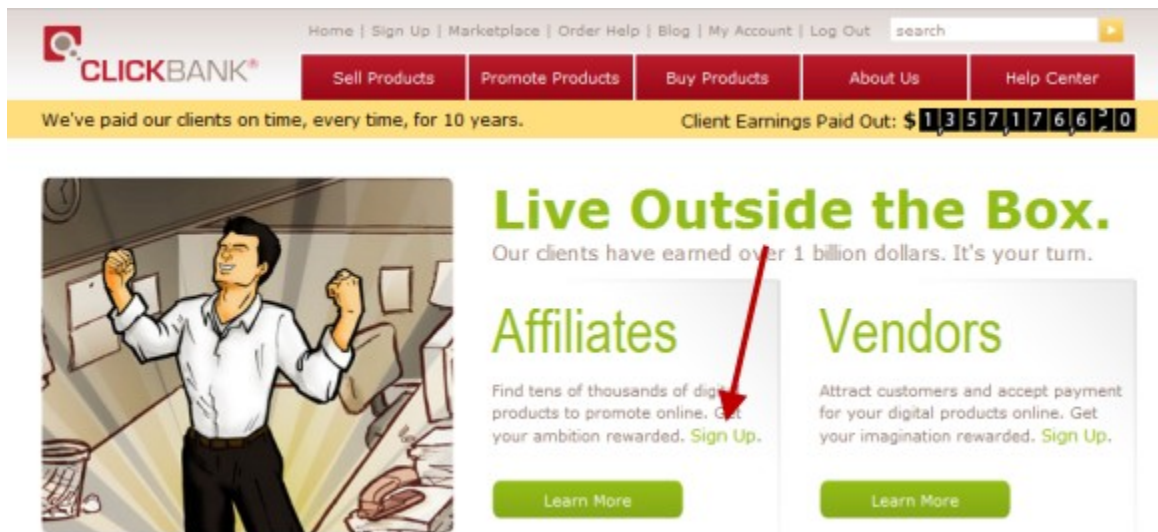 Home | Sign Up | Marketplace | Order Help | Blog | My Account | Log Out search
CLICKBANK®
Sell Products Promote Products Buy Products About Us Help Center
We've paid our clients on time, every time, for 10 years. Client Earnings Paid Out: $
Live Outside the Box.
Our clients have earned over 1 billion dollars. It's your turn.
Affiliates
Find tens of thousands of digital
products to promote online. Get
your ambition rewarded. Sign Up.
Learn More
Vendors
Attract customers and accept payment
for your digital products online. Get
your imagination rewarded. Sign Up.
Learn More